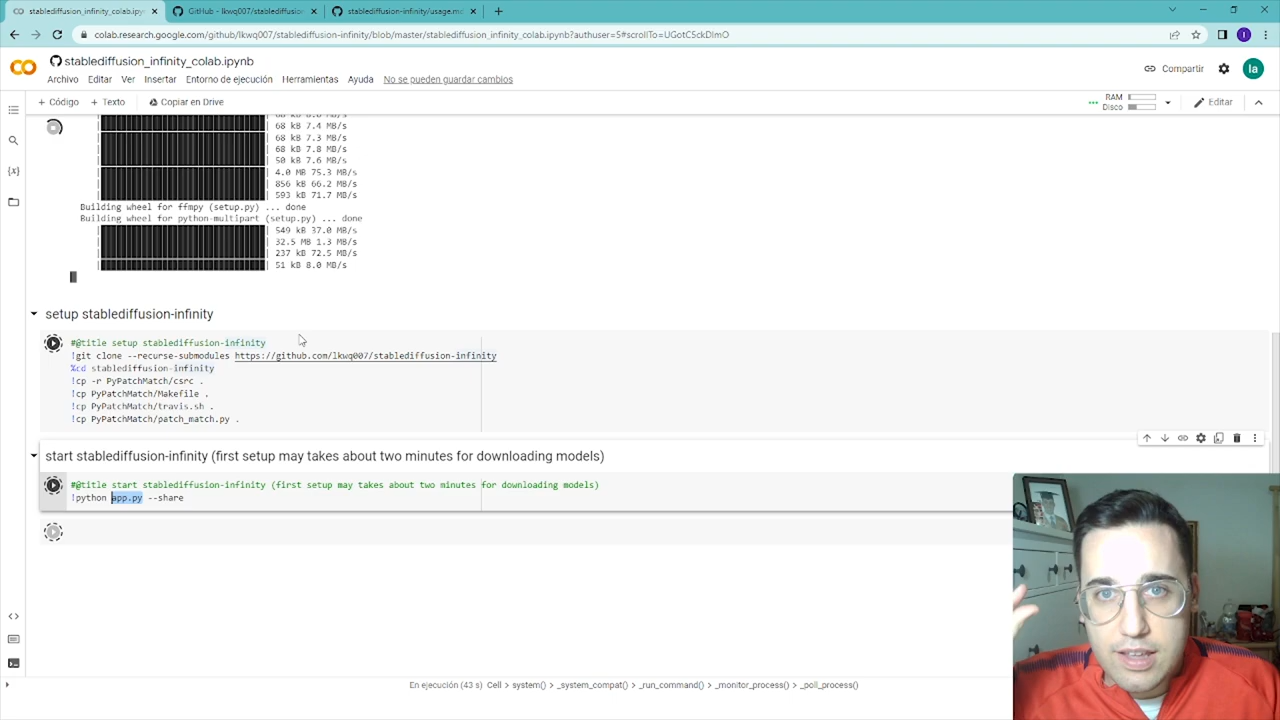 stablediffusion_infinity_colab.ipy
GitHub - lkwq007/stablediffusion-
stablediffusion-infinity/usage.md
colab.research.google.com/github/lkwq007/stablediffusion-infinity/blob/master/stablediffusion_infinity_colab.ipynb?authuser=5#scrollTo=UGotC5ckDlmO
stablediffusion_infinity_colab.ipynb
Archivo Editar Ver Insertar Entorno de ejecución Herramientas Ayuda No se pueden guardar cambios
Compartir
Ia
+ Código + Texto Copiar en Drive
RAM
Disco
Editar
68 kB 8.0 MB/s
68 kB 7.4 MB/s
68 kB 7.3 MB/s
68 kB 7.8 MB/s
50 kB 7.6 MB/s
4.0 MB 75.3 MB/s
856 kB 66.2 MB/s
593 kB 71.7 MB/s
Building wheel for ffmpy (setup.py) ... done
Building wheel for python-multipart (setup.py) ... done
549 kB 37.0 MB/s
32.5 MB 1.3 MB/s
237 kB 72.5 MB/s
51 kB 8.0 MB/s
setup stablediffusion-infinity
#@title setup stablediffusion-infinity
!git clone --recurse-submodules https://github.com/lkwq007/stablediffusion-infinity
%cd stablediffusion-infinity
!cp -r PyPatchMatch/csrc .
!cp PyPatchMatch/Makefile .
!cp PyPatchMatch/travis.sh .
!cp PyPatchMatch/patch_match.py .
start stablediffusion-infinity (first setup may takes about two minutes for downloading models)
#@title start stablediffusion-infinity (first setup may takes about two minutes for downloading models)
!python app.py --share
En ejecución (43 s) Cell > system() > _system_compat() > _run_command() > _monitor_process() > _poll_process()